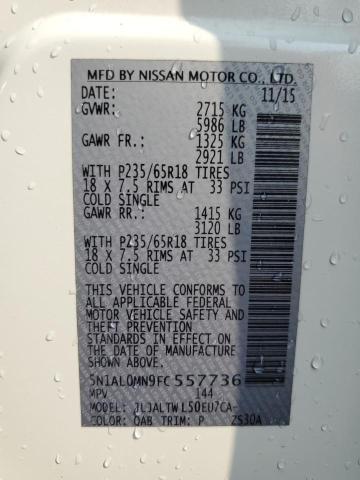 MFD BY NISSAN MOTOR CO., LTD.
DATE: 11/15
GVWR: 2715 KG
5986 LB
GAWR FR.: 1325 KG
2921 LB
WITH P235/65R18 TIRES
18 X 7.5 RIMS AT 33 PSI
COLD SINGLE
GAWR RR.: 1415 KG
3120 LB
WITH P235/65R18 TIRES
18 X 7.5 RIMS AT 33 PSI
COLD SINGLE
THIS VEHICLE CONFORMS TO
ALL APPLICABLE FEDERAL
MOTOR VEHICLE SAFETY AND
THEFT PREVENTION
STANDARDS IN EFFECT ON
THE DATE OF MANUFACTURE
SHOWN ABOVE.
5N1AL0MN9FC557736
MPV 144
MODEL: JLJALTWL50EU7CA-
COLOR: QAB TRIM: P ZS30A